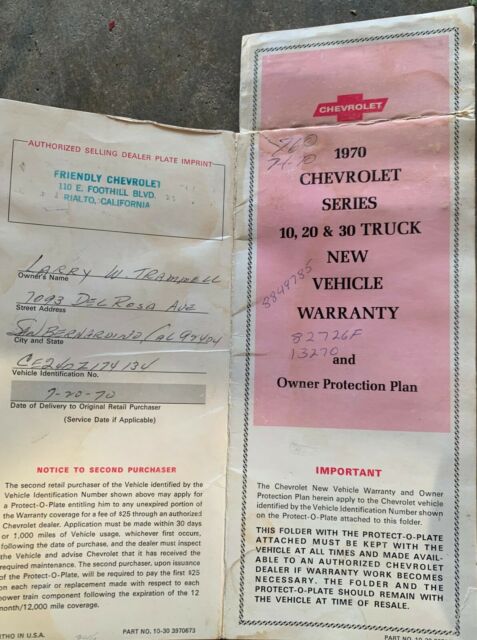 AUTHORIZED SELLING DEALER PLATE IMPRINT
FRIENDLY CHEVROLET
110 E. FOOTHILL BLVD.
RIALTO, CALIFORNIA
LARRY W. TRAMMELL
Owner's Name
7093 DEL ROSA AVE
Street Address
SAN BERNARDINO/CAL 92404
City and State
CE240Z174134
Vehicle Identification No.
7-20-70
Date of Delivery to Original Retail Purchaser
(Service Date if Applicable)
NOTICE TO SECOND PURCHASER
The second retail purchaser of the Vehicle identified by the
Vehicle Identification Number shown above may apply for
a Protect-O-Plate entitling him to any unexpired portion of
the Warranty coverage for a fee of $25 through an authorized
Chevrolet dealer. Application must be made within 30 days
or 1,000 miles of Vehicle usage, whichever first occurs,
following the date of purchase, and the dealer must inspect
the Vehicle and advise Chevrolet that it has received the
required maintenance. The second purchaser, upon issuance
of the Protect-O-Plate, will be required to pay the first $25
on each repair or replacement made with respect to each
power train component following the expiration of the 12
month/12,000 mile coverage.
LITHO IN U.S.A.
PART NO. 10-30 3970673
CHEVROLET
1970
CHEVROLET
SERIES
10, 20 & 30 TRUCK
NEW
VEHICLE
WARRANTY
8849785
82726F
13270
and
Owner Protection Plan
IMPORTANT
The Chevrolet New Vehicle Warranty and Owner
Protection Plan herein apply to the Chevrolet vehicle
identified by the Vehicle Identification Number shown
on the Protect-O-Plate attached to this folder.
THIS FOLDER WITH THE PROTECT-O-PLATE
ATTACHED MUST BE KEPT WITH THE
VEHICLE AT ALL TIMES AND MADE AVAIL-
ABLE TO AN AUTHORIZED CHEVROLET
DEALER IF WARRANTY WORK BECOMES
NECESSARY. THE FOLDER AND THE
PROTECT-O-PLATE SHOULD REMAIN WITH
THE VEHICLE AT TIME OF RESALE.
PART NO. 10-30